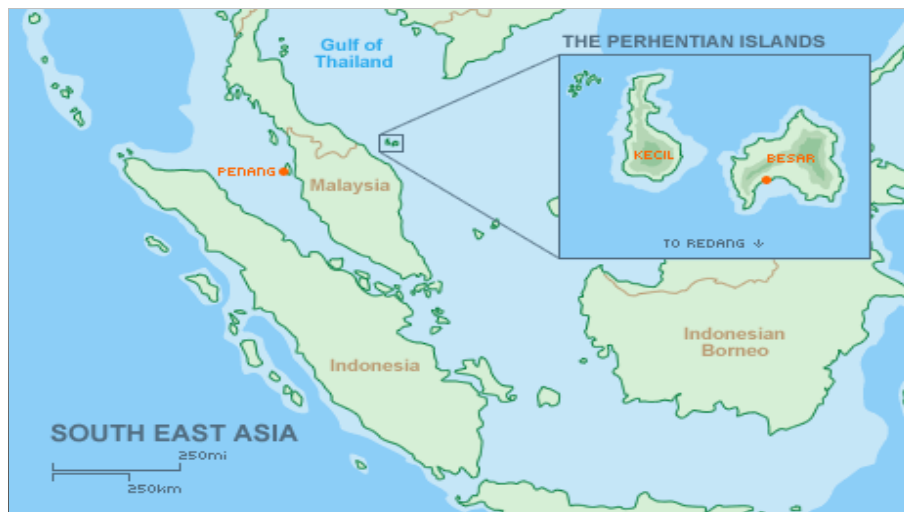 Gulf of
Thailand
THE PERHENTIAN ISLANDS
KECIL
BESAR
PENANG
Malaysia
TO REDANG
Indonesian
Borneo
Indonesia
SOUTH EAST ASIA
250mi
250km